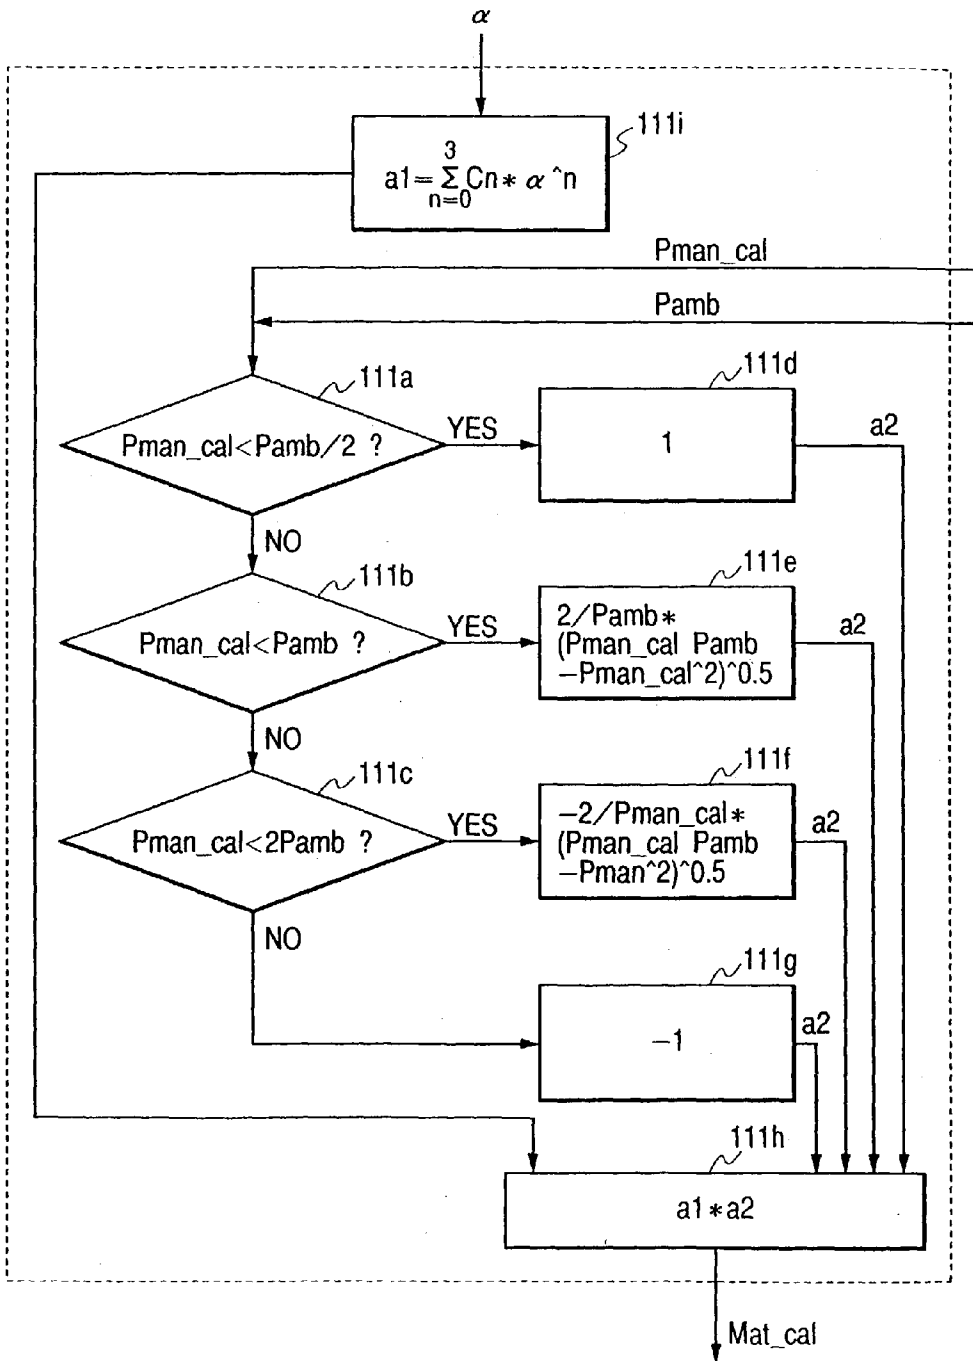 α
111i
3
a1=ΣCn* α^n
n=0
Pman_cal
Pamb
111a
Pman_cal<Pamb/2 ?
YES
111d
1
a2
NO
111b
Pman_cal<Pamb ?
YES
111e
2/Pamb*
(Pman_cal Pamb
-Pman_cal^2)^0.5
a2
NO
111c
Pman_cal<2Pamb ?
YES
111f
-2/Pman_cal*
(Pman_cal Pamb
-Pman^2)^0.5
a2
NO
111g
-1
a2
111h
a1*a2
Mat_cal